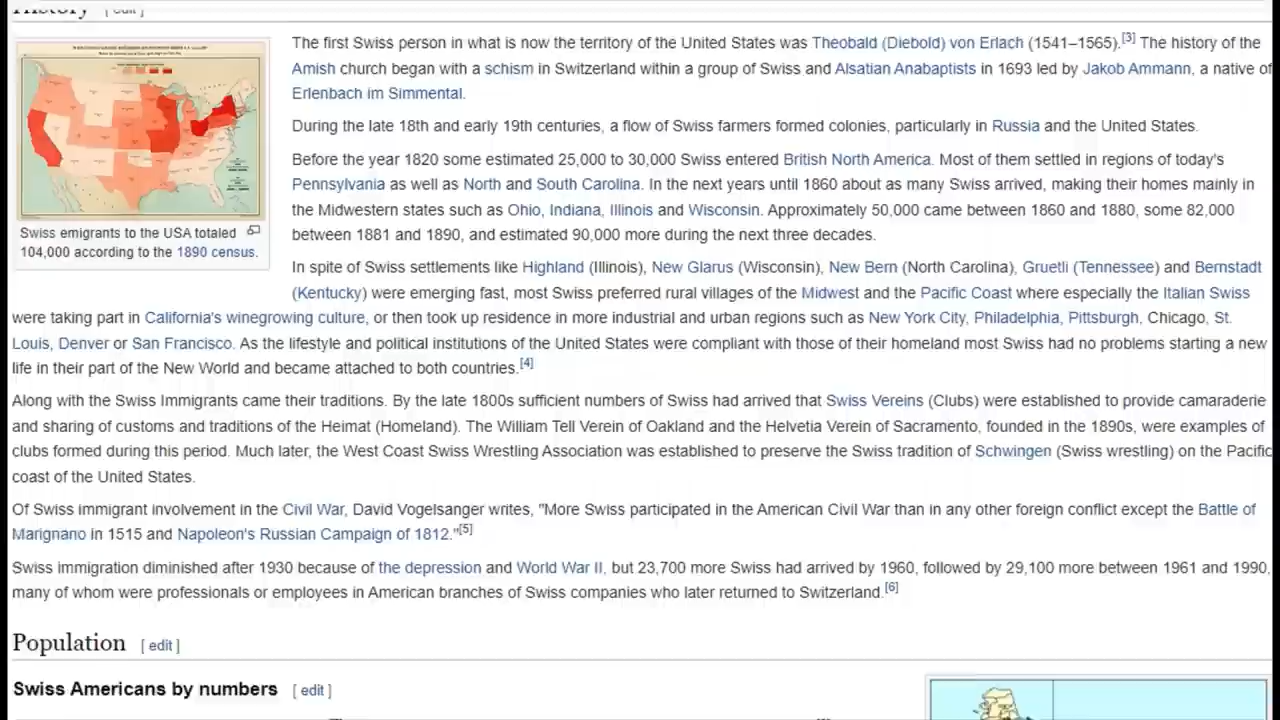 History [ edit ]
The first Swiss person in what is now the territory of the United States was Theobald (Diebold) von Erlach (1541–1565).[3] The history of the
Amish church began with a schism in Switzerland within a group of Swiss and Alsatian Anabaptists in 1693 led by Jakob Ammann, a native of
Erlenbach im Simmental.
During the late 18th and early 19th centuries, a flow of Swiss farmers formed colonies, particularly in Russia and the United States.
Before the year 1820 some estimated 25,000 to 30,000 Swiss entered British North America. Most of them settled in regions of today's
Pennsylvania as well as North and South Carolina. In the next years until 1860 about as many Swiss arrived, making their homes mainly in
the Midwestern states such as Ohio, Indiana, Illinois and Wisconsin. Approximately 50,000 came between 1860 and 1880, some 82,000
between 1881 and 1890, and estimated 90,000 more during the next three decades.
Swiss emigrants to the USA totaled
104,000 according to the 1890 census.
In spite of Swiss settlements like Highland (Illinois), New Glarus (Wisconsin), New Bern (North Carolina), Gruetli (Tennessee) and Bernstadt
(Kentucky) were emerging fast, most Swiss preferred rural villages of the Midwest and the Pacific Coast where especially the Italian Swiss
were taking part in California's winegrowing culture, or then took up residence in more industrial and urban regions such as New York City, Philadelphia, Pittsburgh, Chicago, St.
Louis, Denver or San Francisco. As the lifestyle and political institutions of the United States were compliant with those of their homeland most Swiss had no problems starting a new
life in their part of the New World and became attached to both countries.[4]
Along with the Swiss Immigrants came their traditions. By the late 1800s sufficient numbers of Swiss had arrived that Swiss Vereins (Clubs) were established to provide camaraderie
and sharing of customs and traditions of the Heimat (Homeland). The William Tell Verein of Oakland and the Helvetia Verein of Sacramento, founded in the 1890s, were examples of
clubs formed during this period. Much later, the West Coast Swiss Wrestling Association was established to preserve the Swiss tradition of Schwingen (Swiss wrestling) on the Pacific
coast of the United States.
Of Swiss immigrant involvement in the Civil War, David Vogelsanger writes, "More Swiss participated in the American Civil War than in any other foreign conflict except the Battle of
Marignano in 1515 and Napoleon's Russian Campaign of 1812."[5]
Swiss immigration diminished after 1930 because of the depression and World War II, but 23,700 more Swiss had arrived by 1960, followed by 29,100 more between 1961 and 1990,
many of whom were professionals or employees in American branches of Swiss companies who later returned to Switzerland.[6]
Population [ edit ]
Swiss Americans by numbers [ edit ]